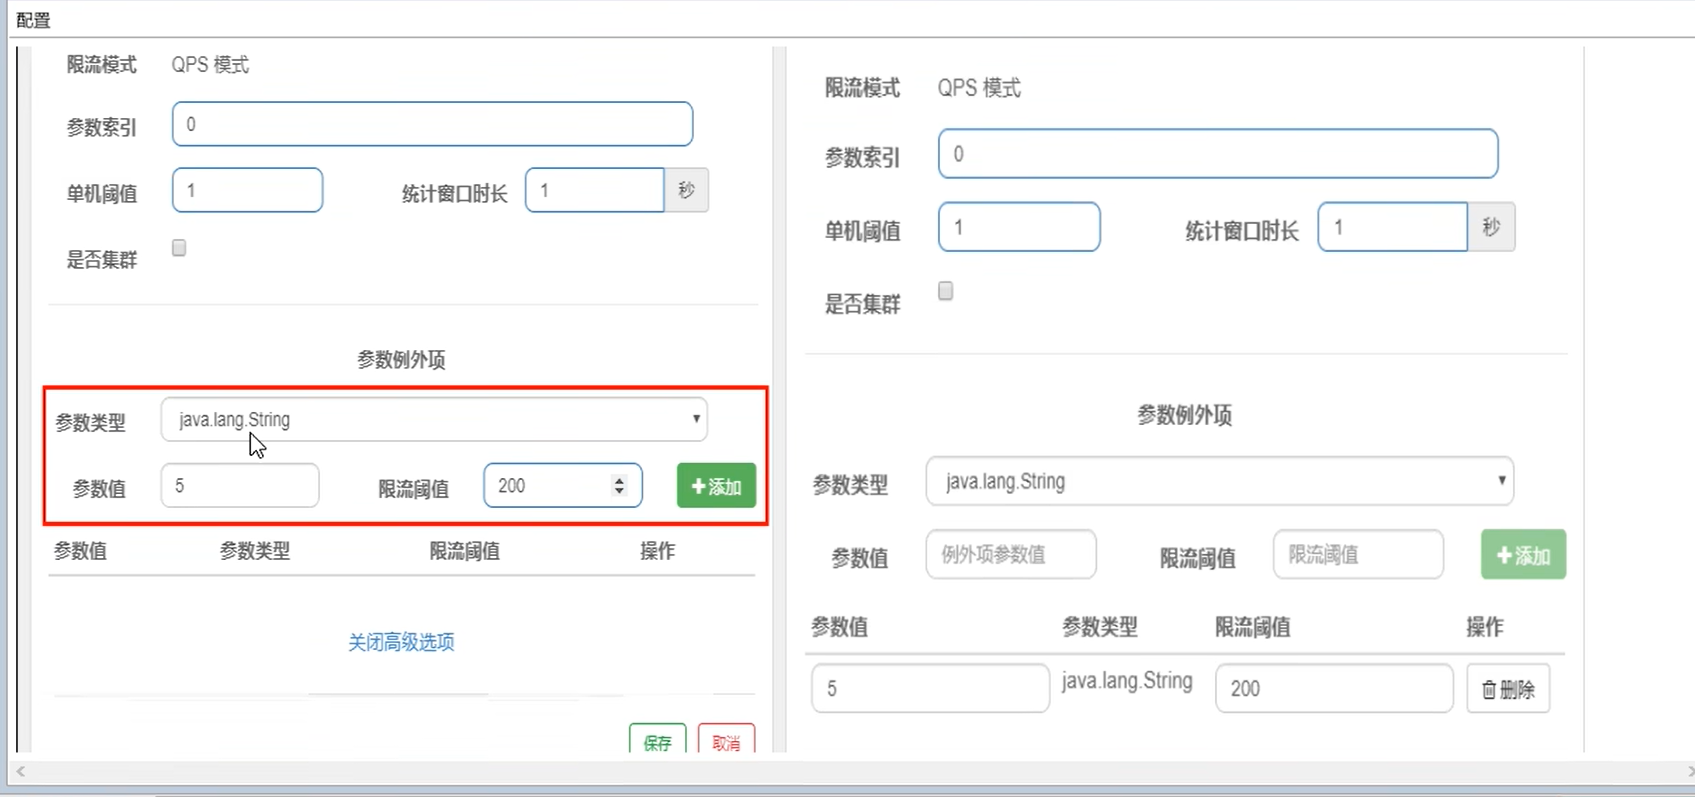 配置
限流模式 QPS 模式
参数索引 0
单机阈值 1 统计窗口时长 1 秒
是否集群
参数例外项
参数类型 java.lang.String
参数值 5 限流阈值 200 添加
参数值 参数类型 限流阈值 操作
关闭高级选项
保存 取消
限流模式 QPS 模式
参数索引 0
单机阈值 1 统计窗口时长 1 秒
是否集群
参数例外项
参数类型 java.lang.String
参数值 例外项参数值 限流阈值 限流阈值 添加
参数值 参数类型 限流阈值 操作
5 java.lang.String 200 删除